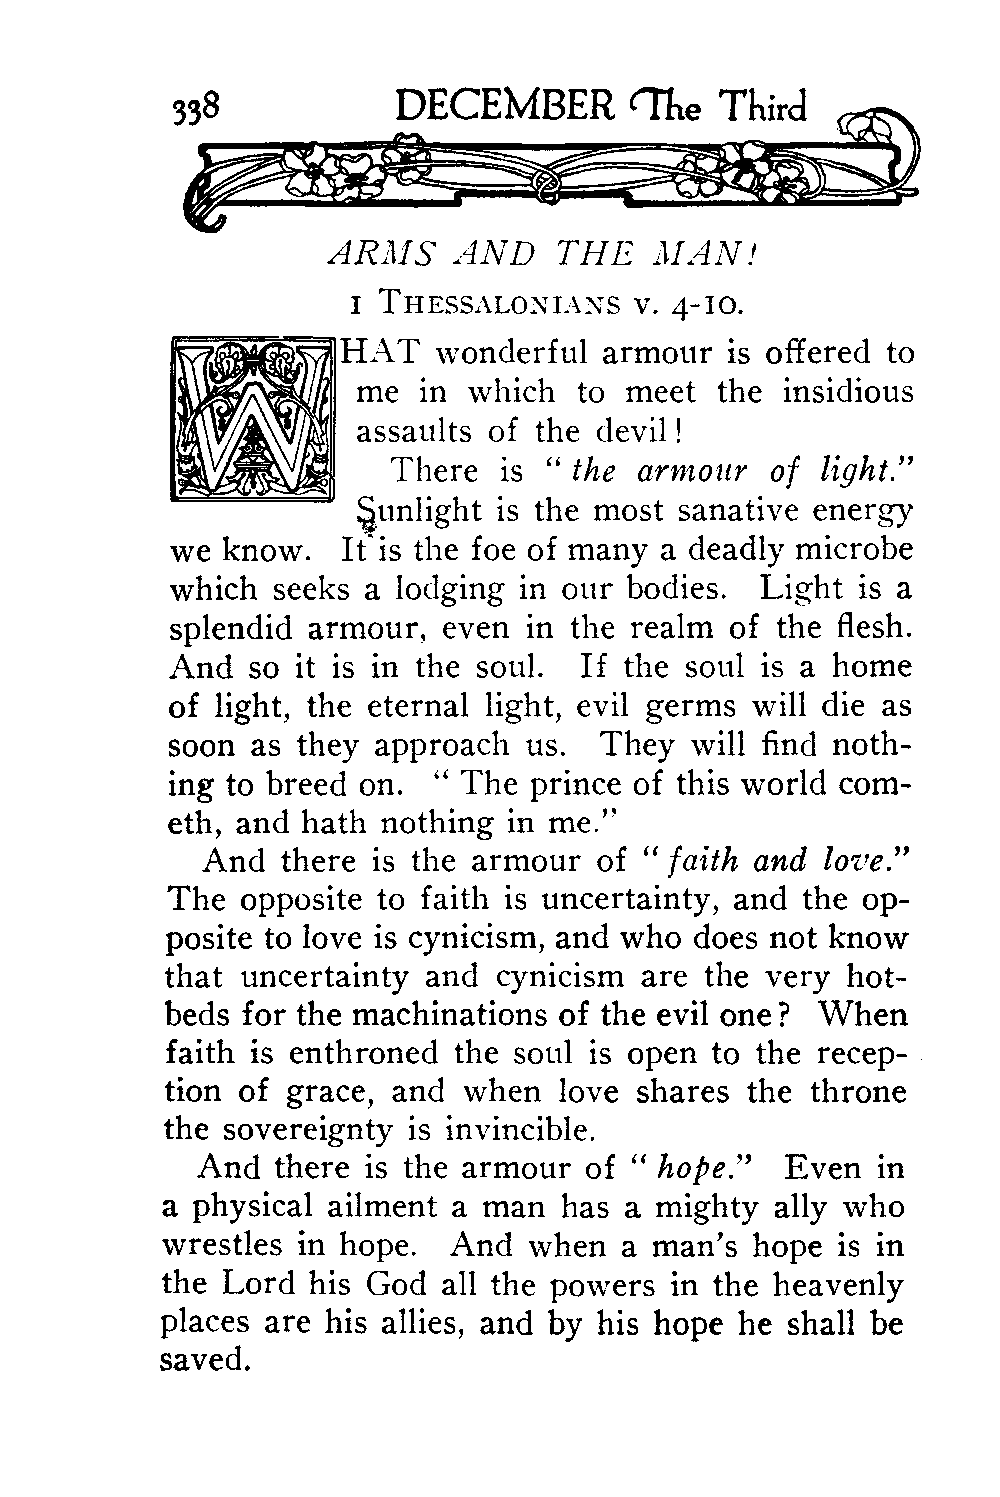 338 DECEMBER The Third
ARMS AND THE MAN!
1 THESSALONIANS v. 4-10.
WHAT wonderful armour is offered to
me in which to meet the insidious
assaults of the devil!
There is "the armour of light."
Sunlight is the most sanative energy
we know. It is the foe of many a deadly microbe
which seeks a lodging in our bodies. Light is a
splendid armour, even in the realm of the flesh.
And so it is in the soul. If the soul is a home
of light, the eternal light, evil germs will die as
soon as they approach us. They will find noth-
ing to breed on. "The prince of this world com-
eth, and hath nothing in me."
And there is the armour of "faith and love."
The opposite to faith is uncertainty, and the op-
posite to love is cynicism, and who does not know
that uncertainty and cynicism are the very hot-
beds for the machinations of the evil one? When
faith is enthroned the soul is open to the recep-
tion of grace, and when love shares the throne
the sovereignty is invincible.
And there is the armour of "hope." Even in
a physical ailment a man has a mighty ally who
wrestles in hope. And when a man's hope is in
the Lord his God all the powers in the heavenly
places are his allies, and by his hope he shall be
saved.